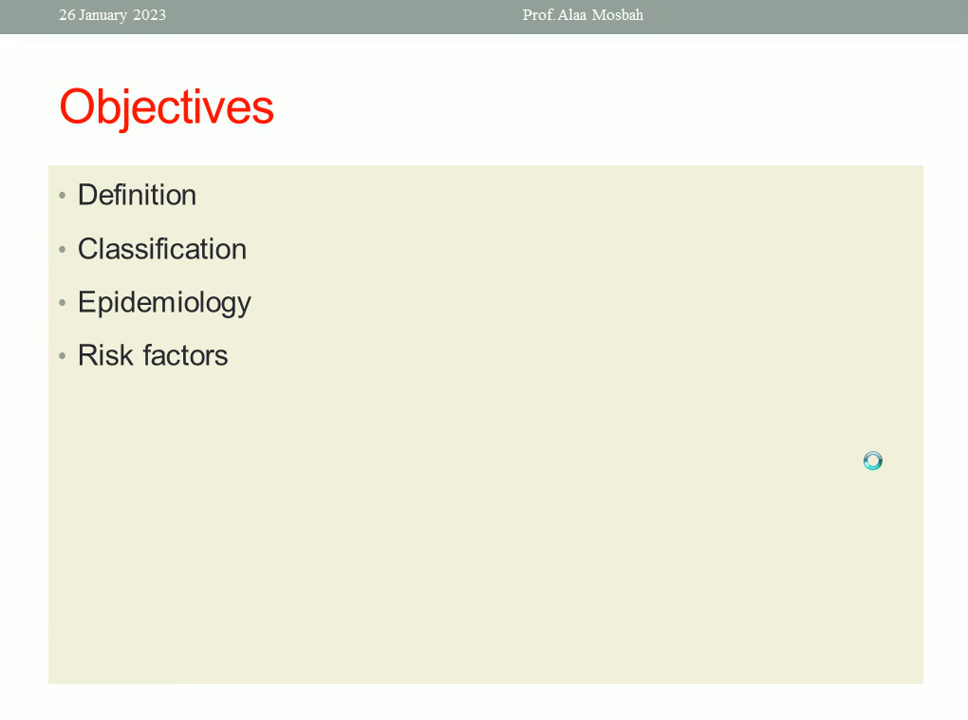 26 January 2023 Prof. Alaa Mosbah
Objectives
• Definition
• Classification
• Epidemiology
• Risk factors